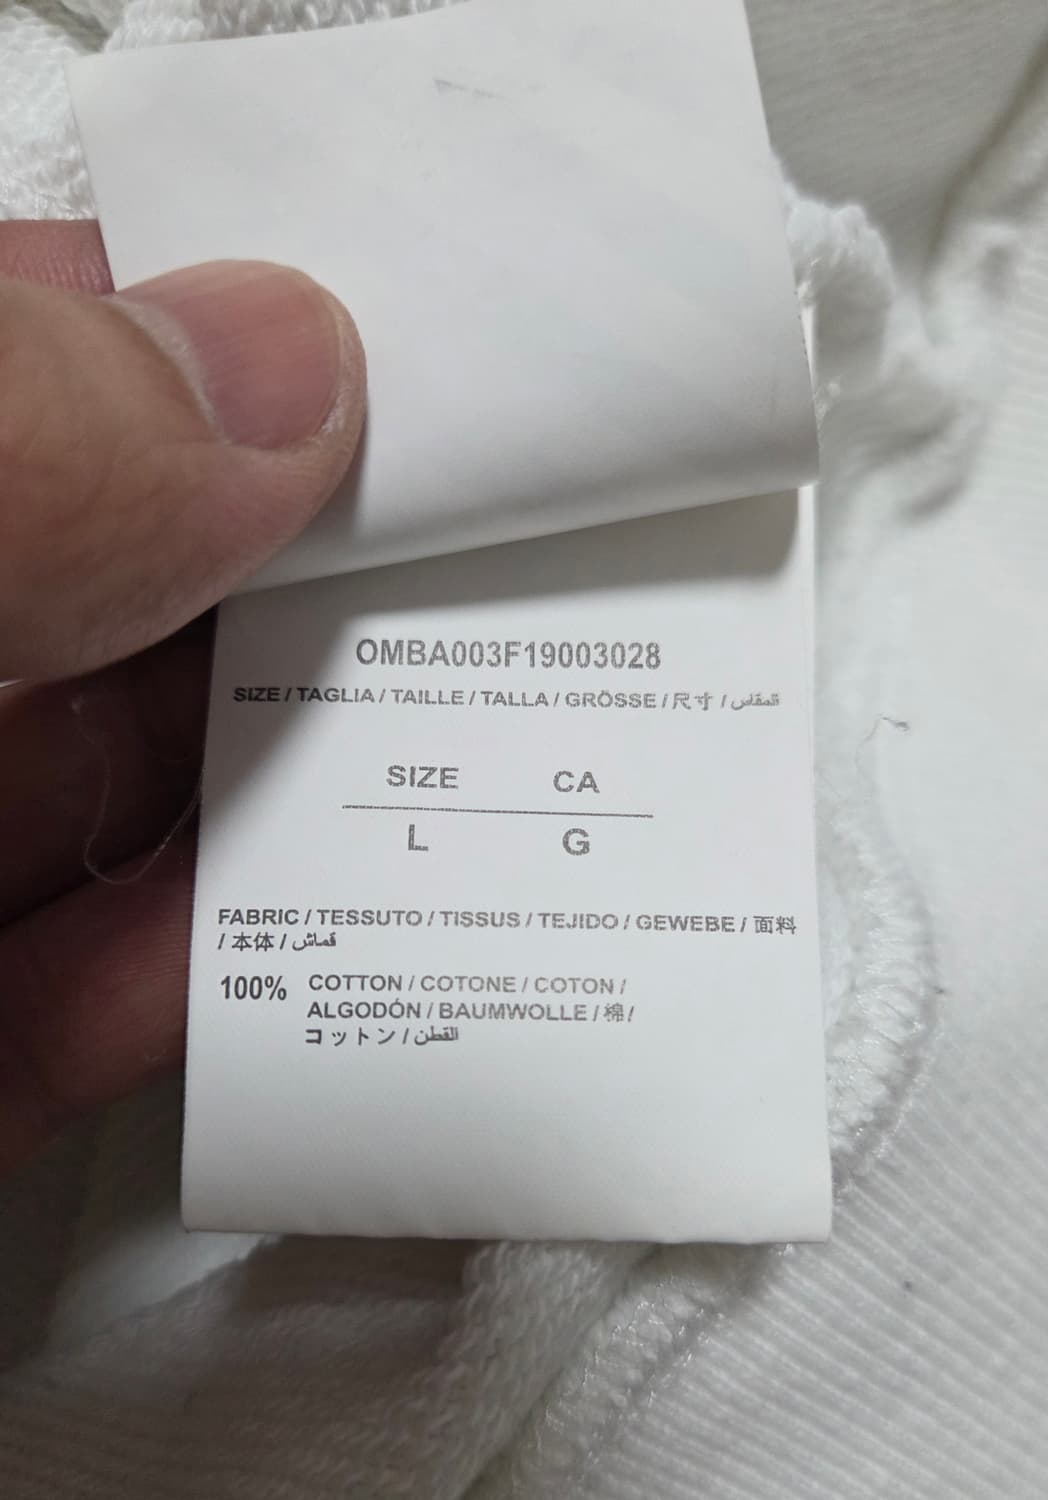 OMBA003F19003028
SIZE / TAGLIA / TAILLE / TALLA / GRÖSSE / 尺寸 / المقاس
SIZE CA
L G
FABRIC / TESSUTO / TISSUS / TEJIDO / GEWEBE / 面料
/ 本体 / قماش
100% COTTON / COTONE / COTON /
ALGODÓN / BAUMWOLLE / 棉 /
コットン / القطن